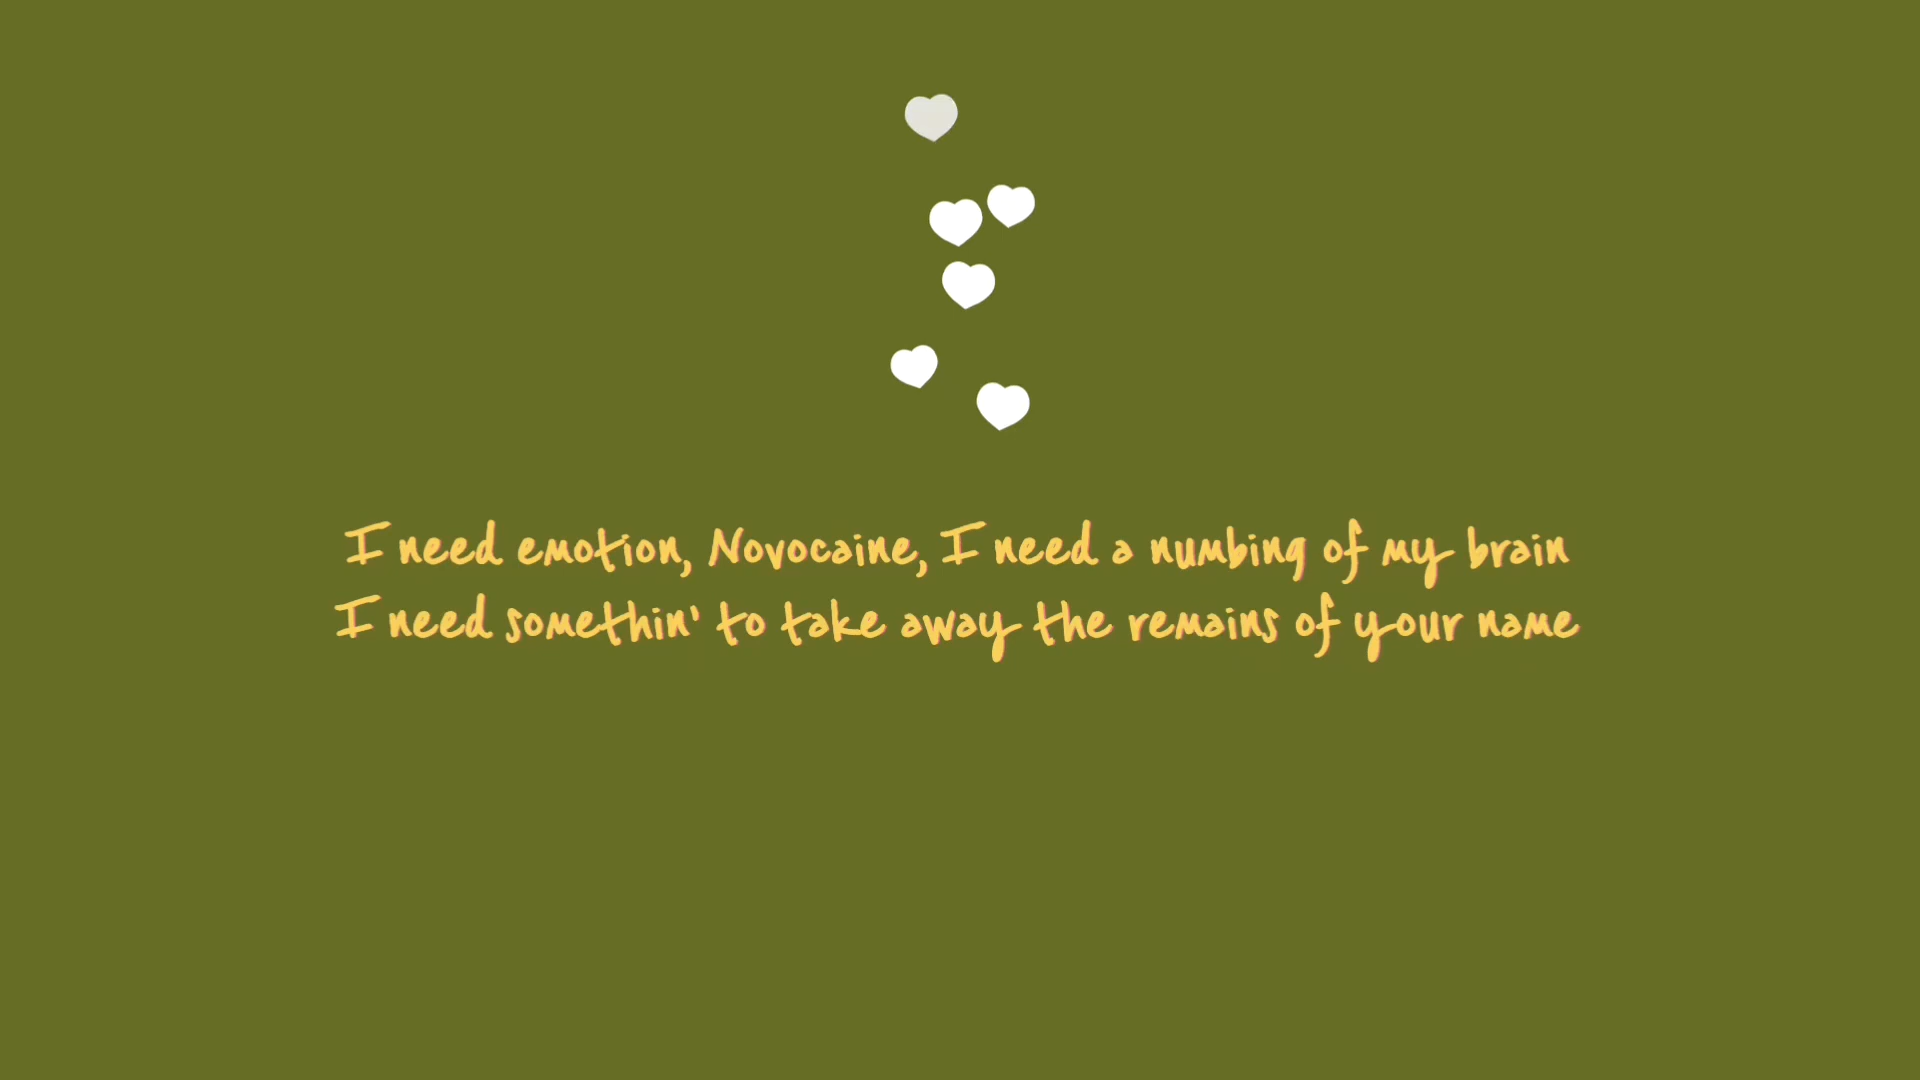 I need emotion, Novocaine, I need a numbing of my brain
I need somethin' to take away the remains of your name